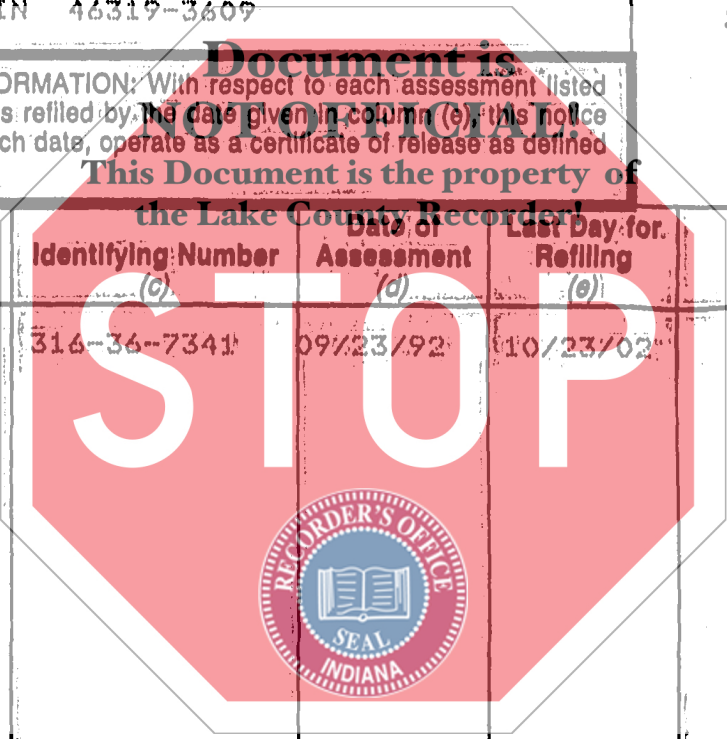 IN 46319-3609
Document is
ORMATION: With respect to each assessment listed
s refiled by the date given in column (e), this notice
NOT OFFICIAL!
ch date, operate as a certificate of release as defined
This Document is the property of
the Lake County Recorder!
Identifying Number
(c)
Date of
Assessment
(d)
Last Day for
Refiling
(e)
316-36-7341 09/23/92 10/23/02
STOP
RECORDER'S OFFICE
SEAL
INDIANA